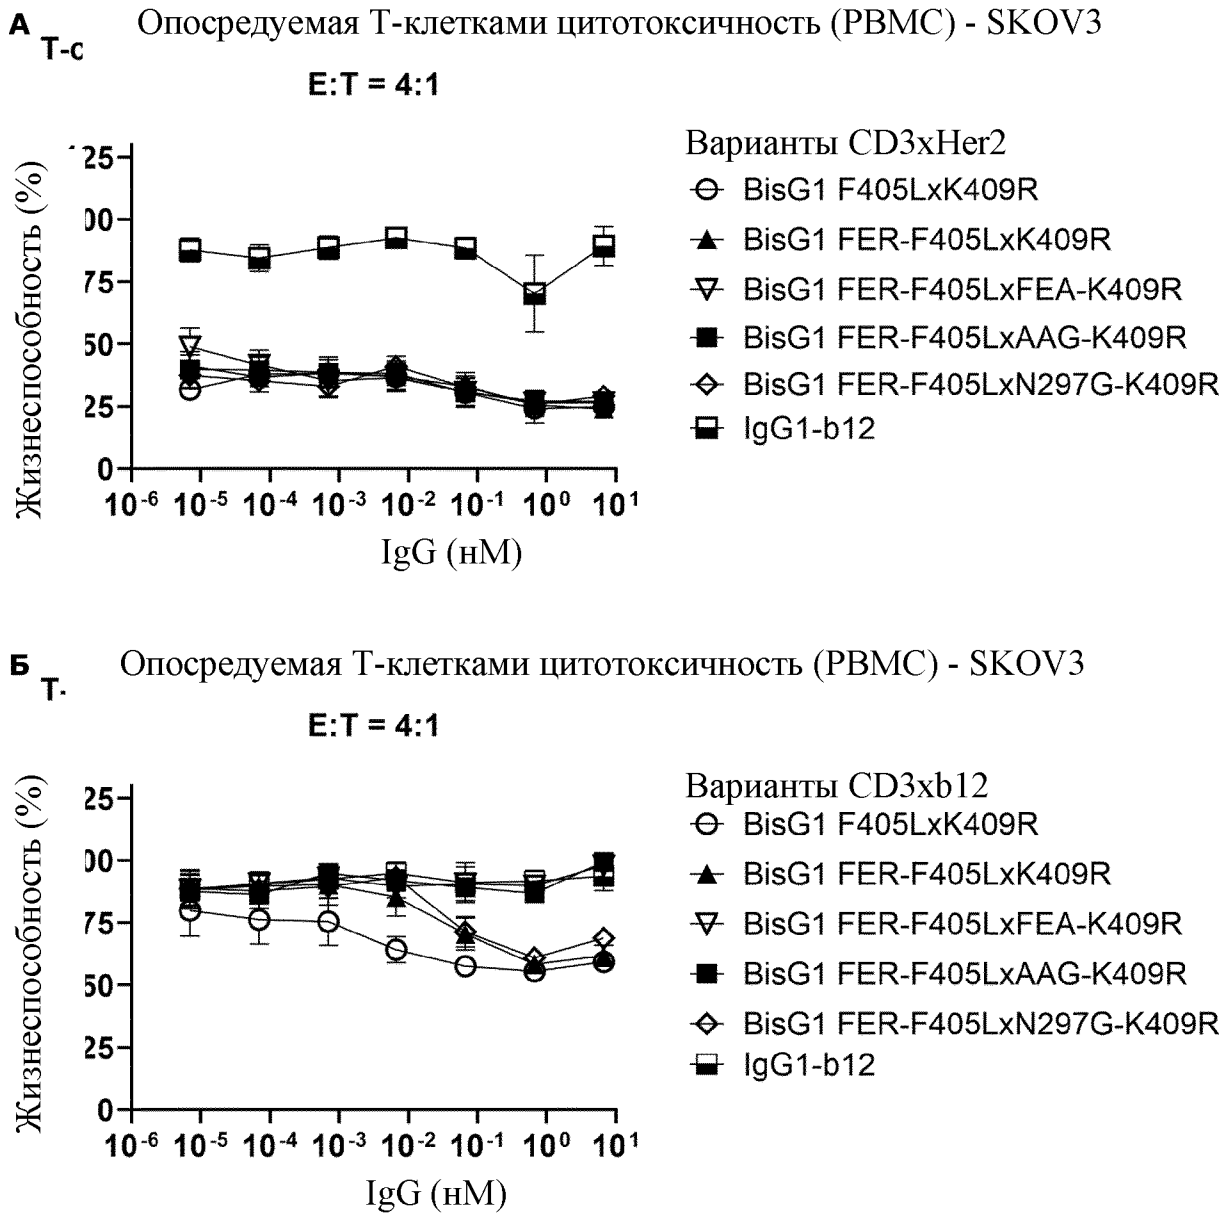 А Опосредуемая Т-клетками цитотоксичность (PBMC) - SKOV3
T-c
E:T = 4:1
Жизнеспособность (%)
25
00
75
50
25
0
10-6 10-5 10-4 10-3 10-2 10-1 100 101
IgG (нМ)
Варианты CD3xHer2
BisG1 F405LxK409R
BisG1 FER-F405LxK409R
BisG1 FER-F405LxFEA-K409R
BisG1 FER-F405LxAAG-K409R
BisG1 FER-F405LxN297G-K409R
IgG1-b12
Б Опосредуемая Т-клетками цитотоксичность (PBMC) - SKOV3
T-
E:T = 4:1
Жизнеспособность (%)
25
00
75
50
25
0
10-6 10-5 10-4 10-3 10-2 10-1 100 101
IgG (нМ)
Варианты CD3xb12
BisG1 F405LxK409R
BisG1 FER-F405LxK409R
BisG1 FER-F405LxFEA-K409R
BisG1 FER-F405LxAAG-K409R
BisG1 FER-F405LxN297G-K409R
IgG1-b12